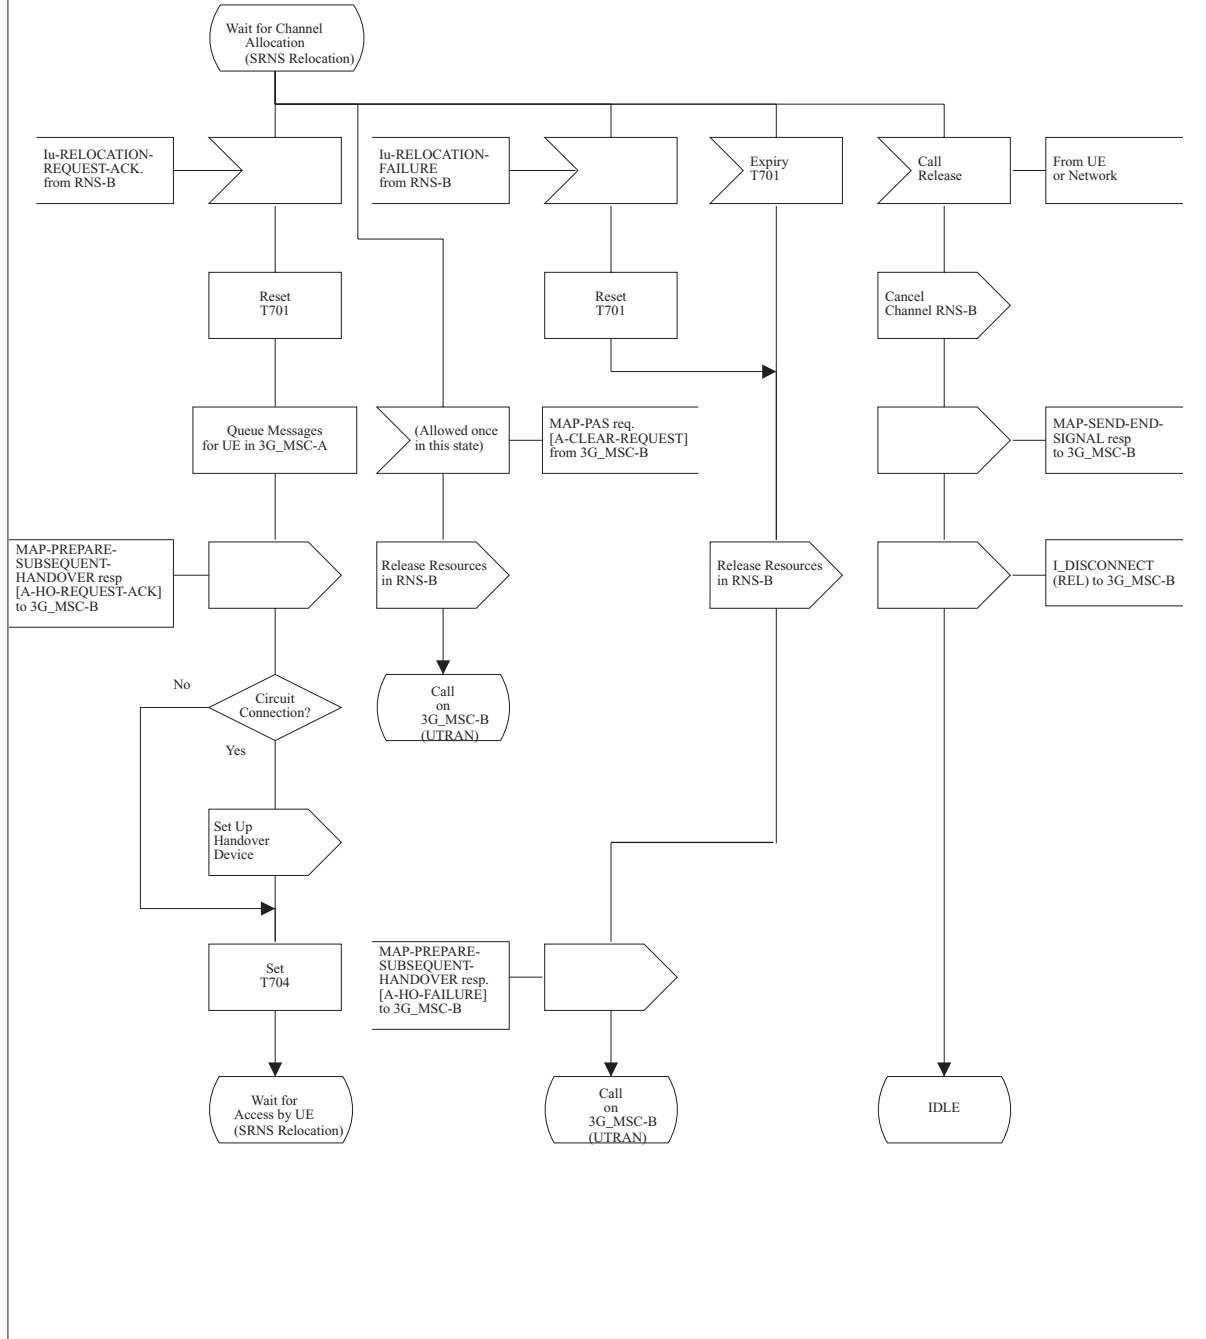 Wait for Channel
Allocation
(SRNS Relocation)
Iu-RELOCATION-
REQUEST-ACK.
from RNS-B
Iu-RELOCATION-
FAILURE
from RNS-B
Expiry
T701
Call
Release
From UE
or Network
Reset
T701
Reset
T701
Cancel
Channel RNS-B
Queue Messages
for UE in 3G_MSC-A
(Allowed once
in this state)
MAP-PAS req.
[A-CLEAR-REQUEST]
from 3G_MSC-B
MAP-SEND-END-
SIGNAL resp
to 3G_MSC-B
MAP-PREPARE-
SUBSEQUENT-
HANDOVER resp
[A-HO-REQUEST-ACK]
to 3G_MSC-B
Release Resources
in RNS-B
Release Resources
in RNS-B
I_DISCONNECT
(REL) to 3G_MSC-B
No
Circuit
Connection?
Yes
Call
on
3G_MSC-B
(UTRAN)
Set Up
Handover
Device
Set
T704
MAP-PREPARE-
SUBSEQUENT-
HANDOVER resp.
[A-HO-FAILURE]
to 3G_MSC-B
Wait for
Access by UE
(SRNS Relocation)
Call
on
3G_MSC-B
(UTRAN)
IDLE